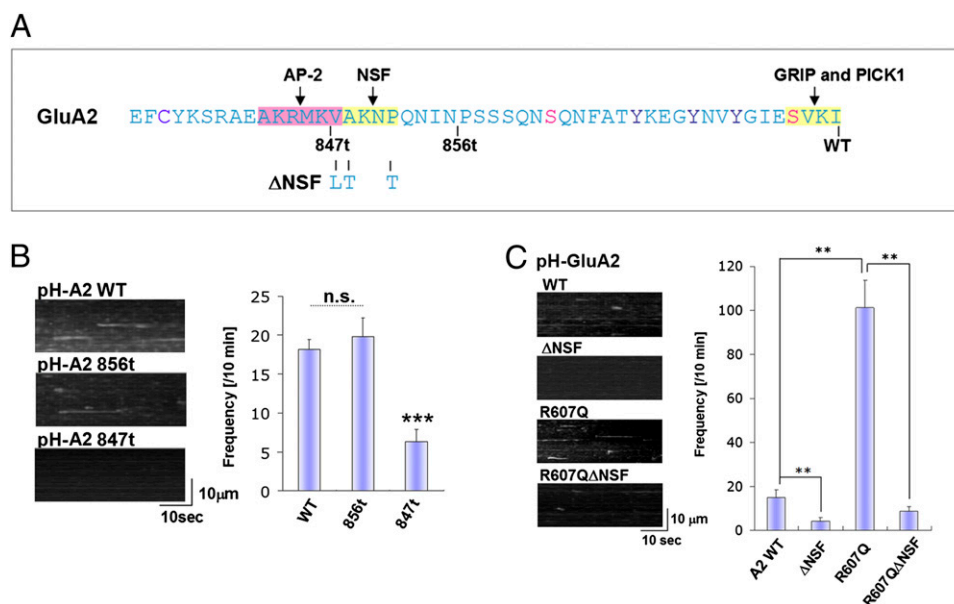 A
AP-2
NSF
GRIP and PICK1
GluA2
EFCYKSRAEAKRMKVAKNPQNINPSSSQNSQNFATYKEGYNVYGIESVKI
847t
856t
WT
ΔNSF
L T T
B
pH-A2 WT
pH-A2 856t
pH-A2 847t
10μm
10sec
Frequency [/10 min]
25
20
15
10
5
0
n.s.
***
WT
856t
847t
C
pH-GluA2
WT
ΔNSF
R607Q
R607QΔNSF
10 μm
10 sec
Frequency [/10 min]
120
100
80
60
40
20
0
**
**
**
A2 WT
ΔNSF
R607Q
R607QΔNSF